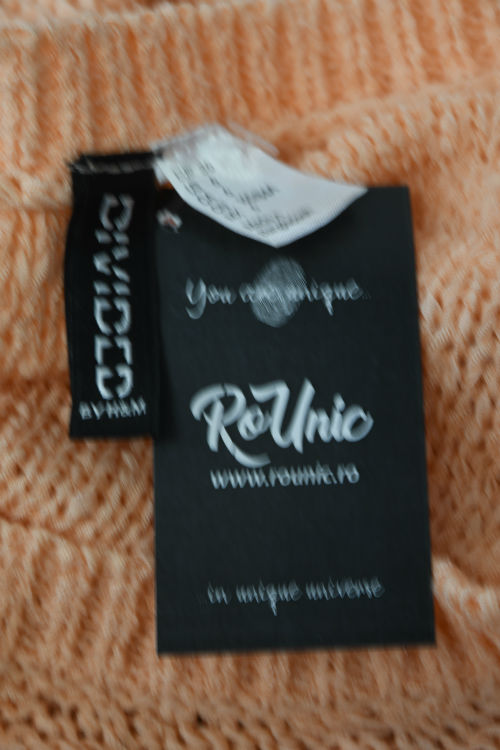 DIVIDED
BY H&M
You are unique..
RoUnic
www.rounic.ro
in unique universe